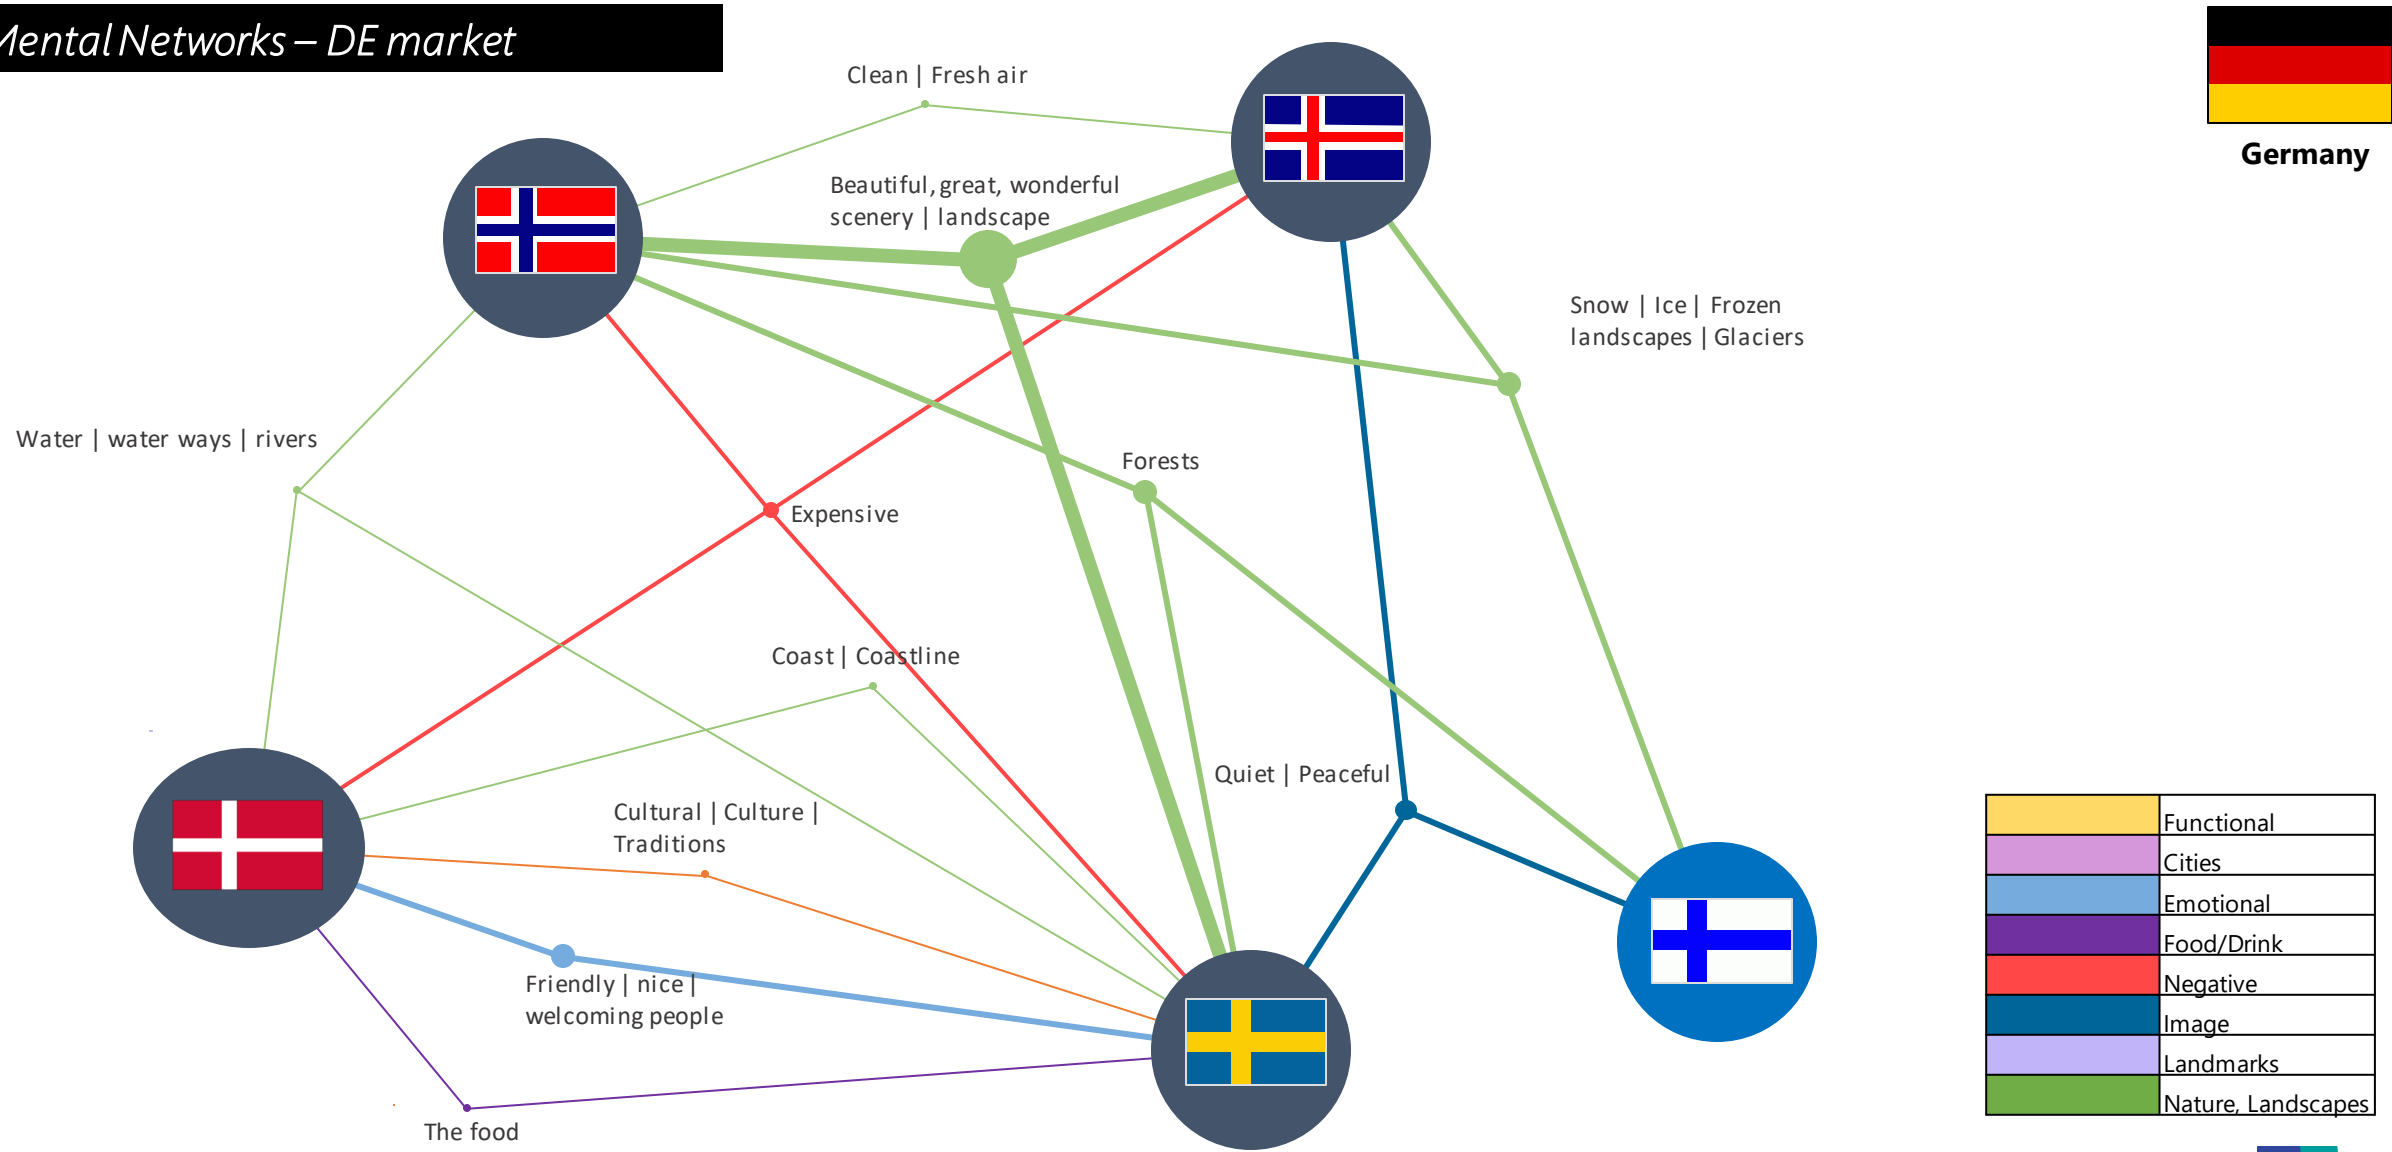 Mental Networks – DE market
Germany
Clean | Fresh air
Beautiful, great, wonderful
scenery | landscape
Snow | Ice | Frozen
landscapes | Glaciers
Water | water ways | rivers
Forests
Expensive
Coast | Coastline
Quiet | Peaceful
Cultural | Culture |
Traditions
Friendly | nice |
welcoming people
The food
Functional
Cities
Emotional
Food/Drink
Negative
Image
Landmarks
Nature, Landscapes